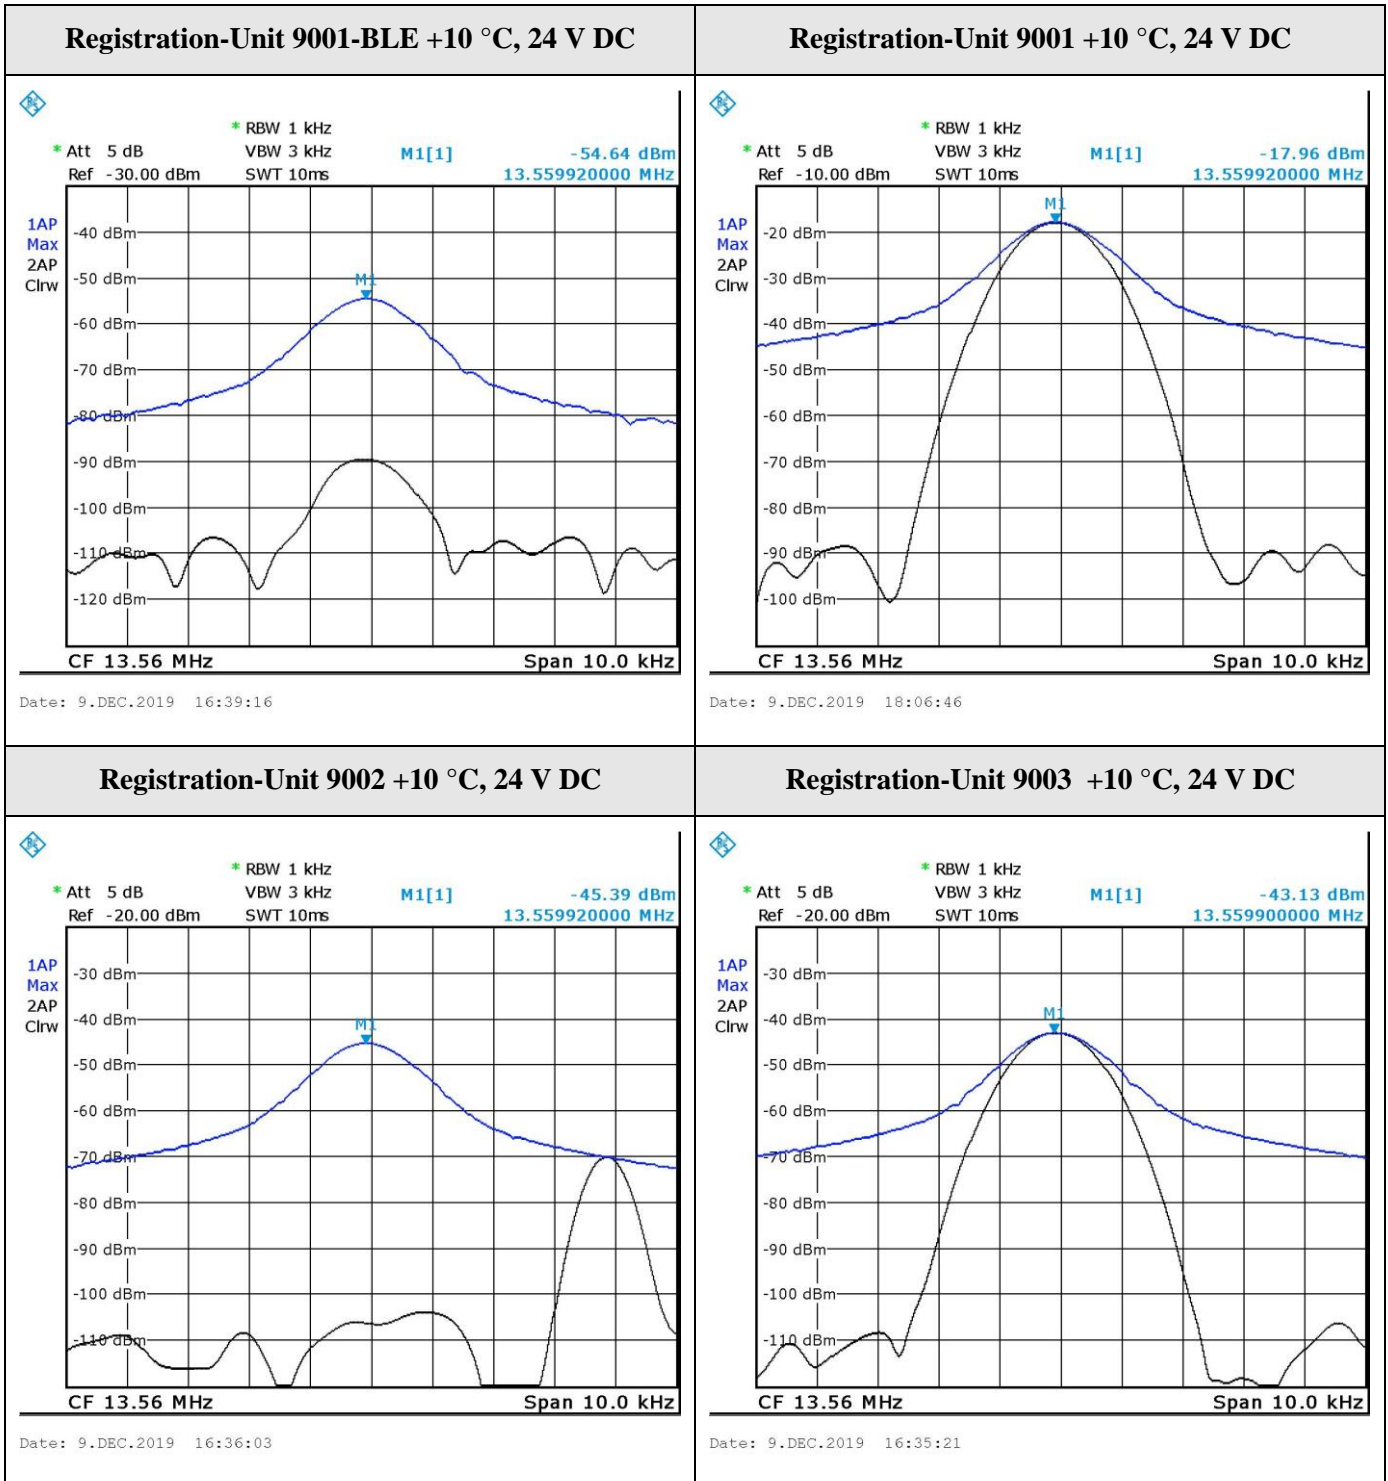 Registration-Unit 9001-BLE +10 °C, 24 V DC
* RBW 1 kHz
* Att 5 dB VBW 3 kHz M1[1] -54.64 dBm
Ref -30.00 dBm SWT 10ms 13.559920000 MHz
1AP
Max
2AP
Clrw
-40 dBm
-50 dBm
M1
-60 dBm
-70 dBm
-80 dBm
-90 dBm
-100 dBm
-110 dBm
-120 dBm
CF 13.56 MHz Span 10.0 kHz
Date: 9.DEC.2019 16:39:16
Registration-Unit 9001 +10 °C, 24 V DC
* RBW 1 kHz
* Att 5 dB VBW 3 kHz M1[1] -17.96 dBm
Ref -10.00 dBm SWT 10ms 13.559920000 MHz
M1
1AP
Max
2AP
Clrw
-20 dBm
-30 dBm
-40 dBm
-50 dBm
-60 dBm
-70 dBm
-80 dBm
-90 dBm
-100 dBm
CF 13.56 MHz Span 10.0 kHz
Date: 9.DEC.2019 18:06:46
Registration-Unit 9002 +10 °C, 24 V DC
* RBW 1 kHz
* Att 5 dB VBW 3 kHz M1[1] -45.39 dBm
Ref -20.00 dBm SWT 10ms 13.559920000 MHz
1AP
Max
2AP
Clrw
-30 dBm
-40 dBm
M1
-50 dBm
-60 dBm
-70 dBm
-80 dBm
-90 dBm
-100 dBm
-110 dBm
CF 13.56 MHz Span 10.0 kHz
Date: 9.DEC.2019 16:36:03
Registration-Unit 9003 +10 °C, 24 V DC
* RBW 1 kHz
* Att 5 dB VBW 3 kHz M1[1] -43.13 dBm
Ref -20.00 dBm SWT 10ms 13.559900000 MHz
1AP
Max
2AP
Clrw
-30 dBm
-40 dBm
M1
-50 dBm
-60 dBm
-70 dBm
-80 dBm
-90 dBm
-100 dBm
-110 dBm
CF 13.56 MHz Span 10.0 kHz
Date: 9.DEC.2019 16:35:21